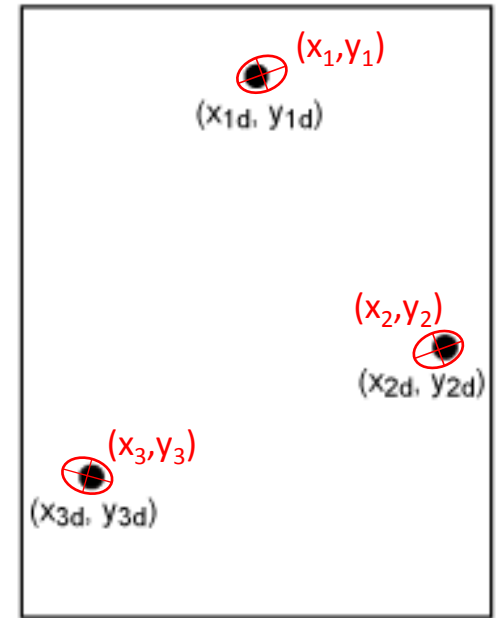 (x₁,y₁)
(x₁d, y₁d)
(x₂,y₂)
(x₂d, y₂d)
(x₃,y₃)
(x₃d, y₃d)